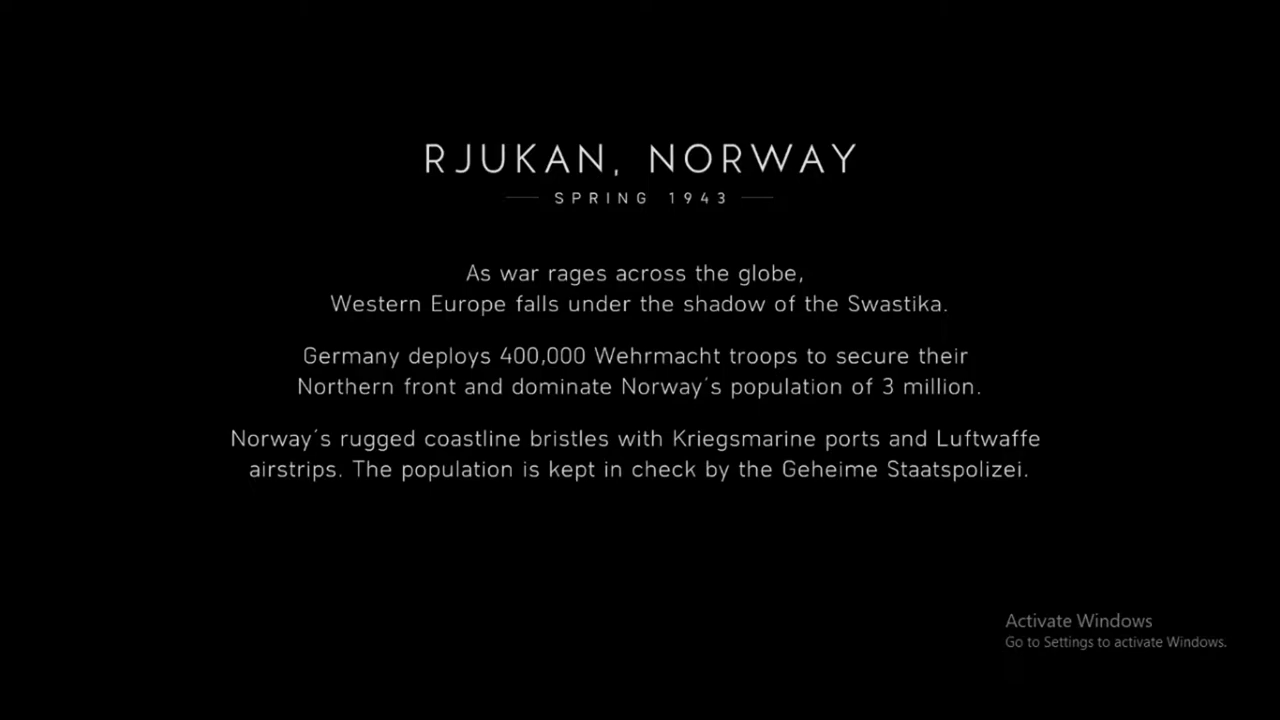 RJUKAN, NORWAY
SPRING 1943
As war rages across the globe,
Western Europe falls under the shadow of the Swastika.
Germany deploys 400,000 Wehrmacht troops to secure their
Northern front and dominate Norway's population of 3 million.
Norway's rugged coastline bristles with Kriegsmarine ports and Luftwaffe
airstrips. The population is kept in check by the Geheime Staatspolizei.
Activate Windows
Go to Settings to activate Windows.